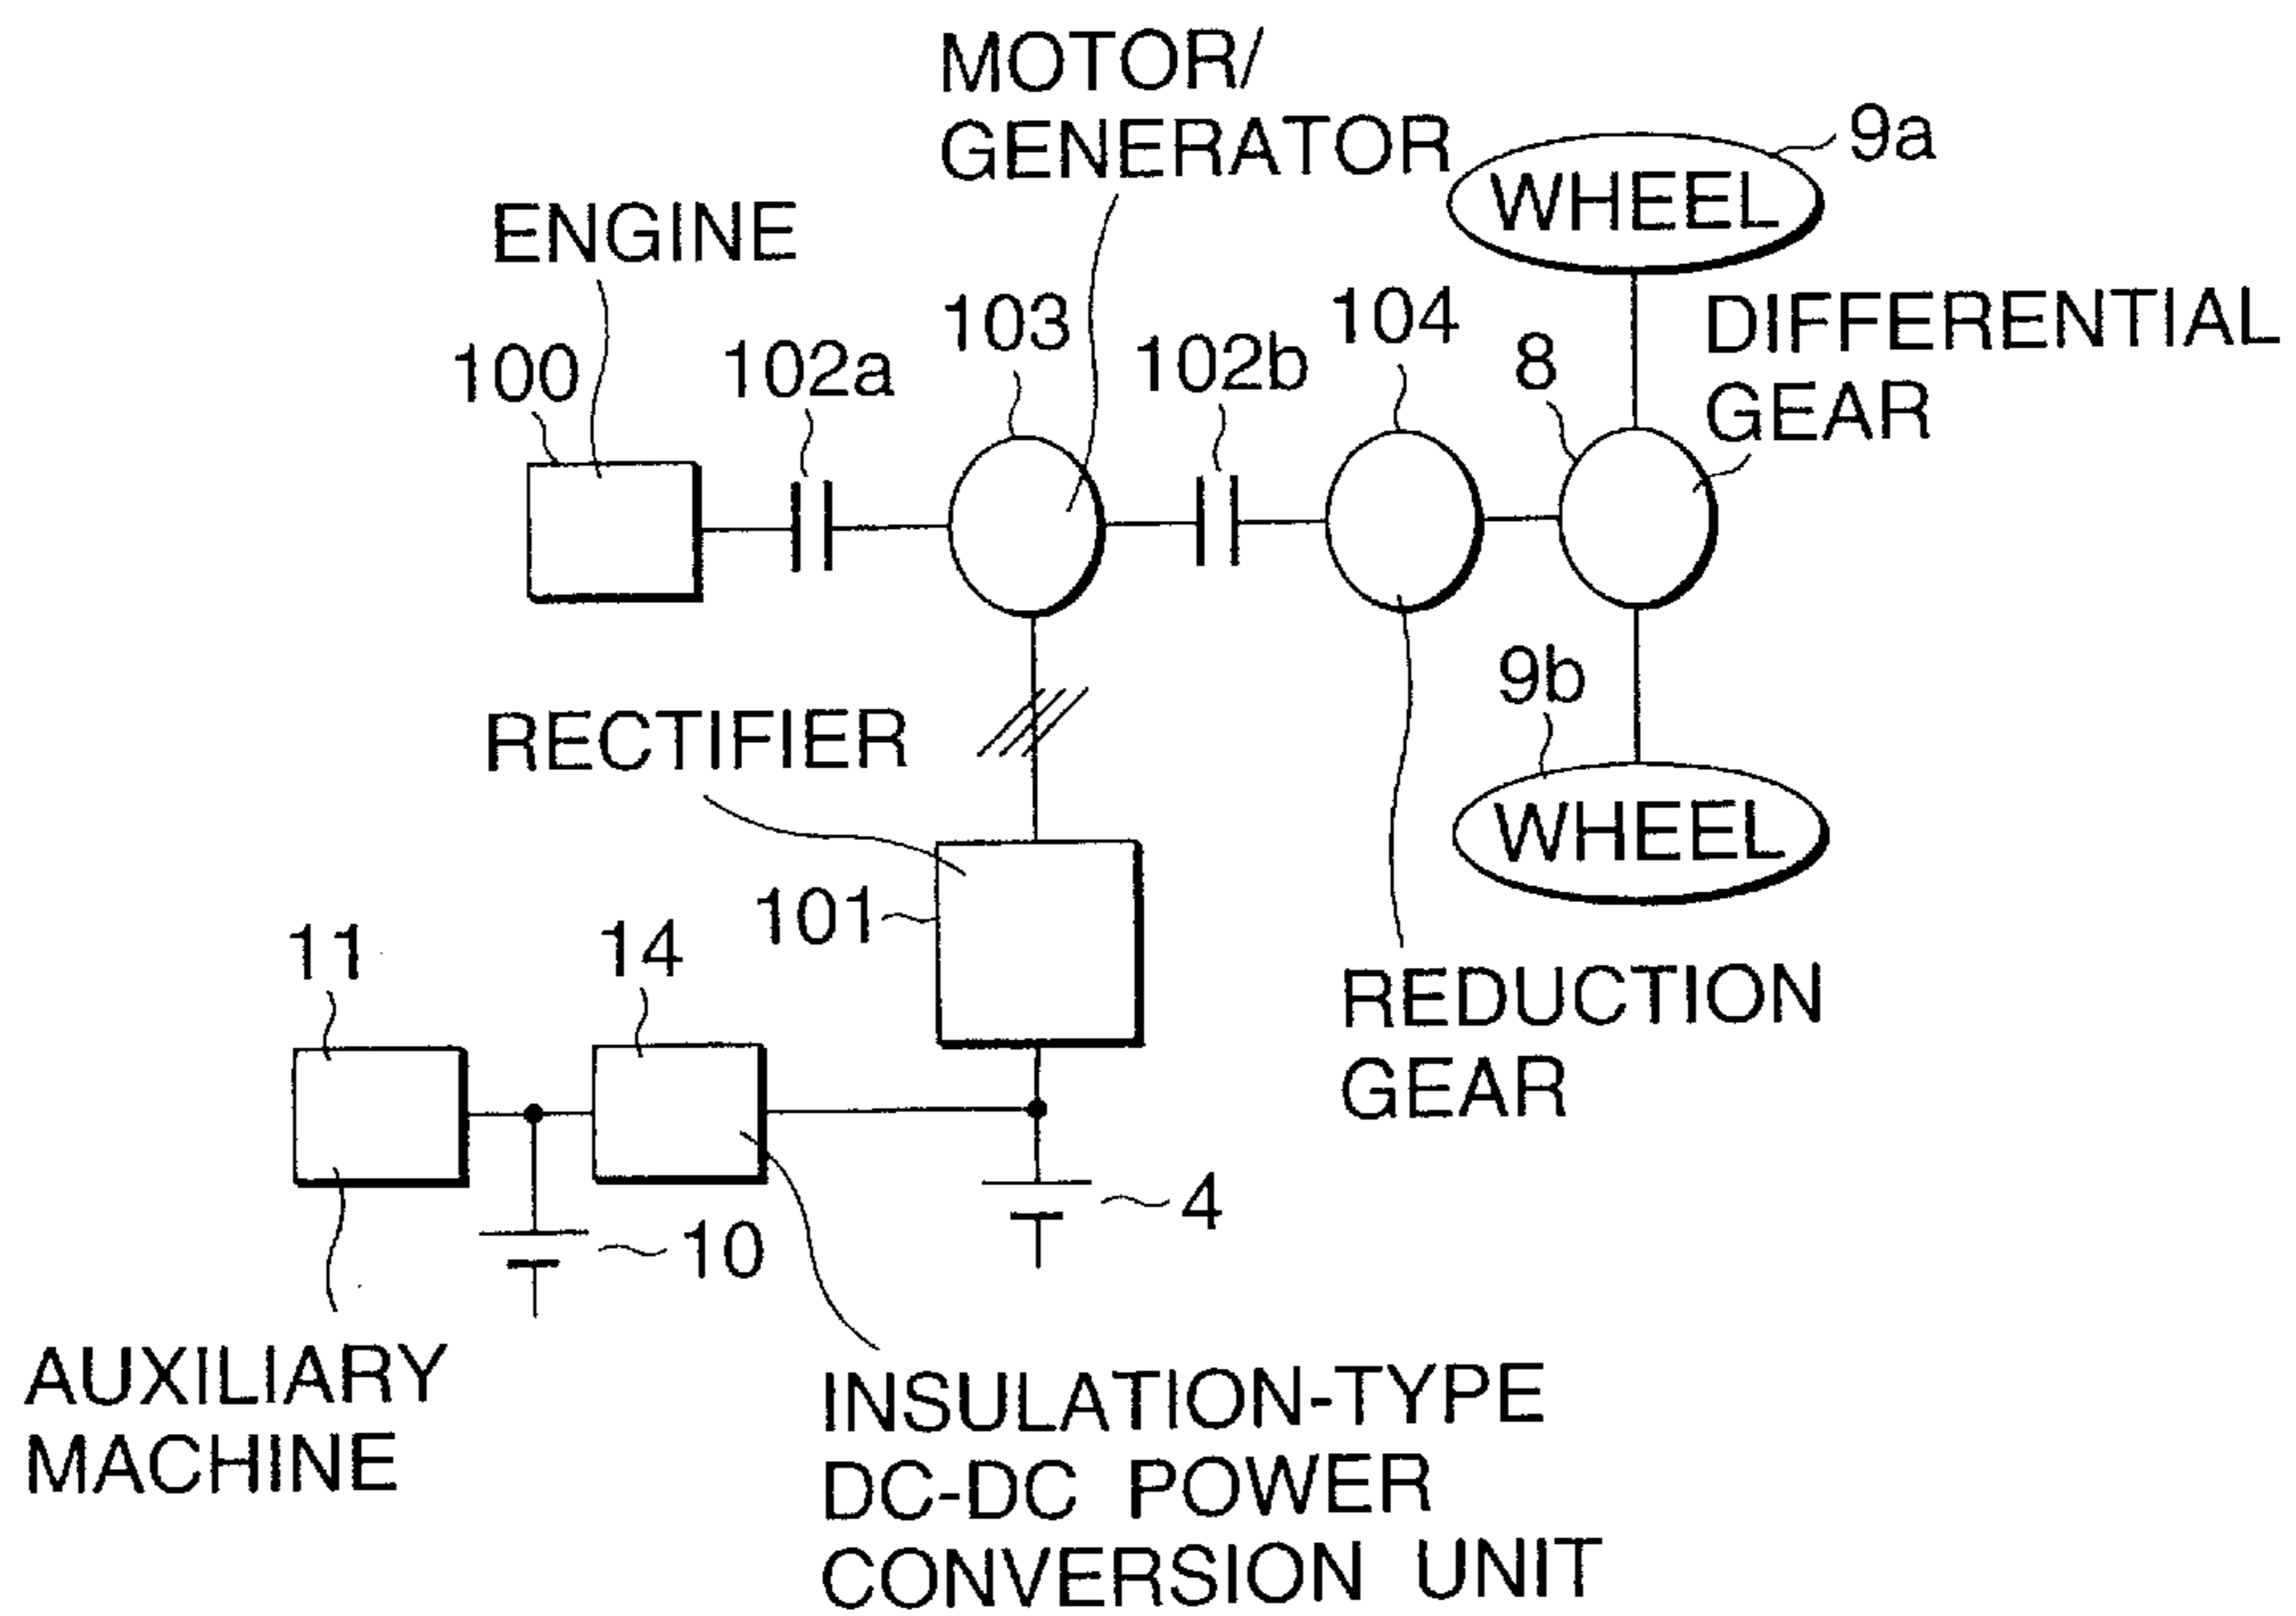 MOTOR/
GENERATOR
9a
WHEEL
ENGINE
103
104
DIFFERENTIAL
GEAR
8
100
102a
102b
9b
WHEEL
RECTIFIER
101
11
14
REDUCTION
GEAR
4
10
AUXILIARY
MACHINE
INSULATION-TYPE
DC-DC POWER
CONVERSION UNIT